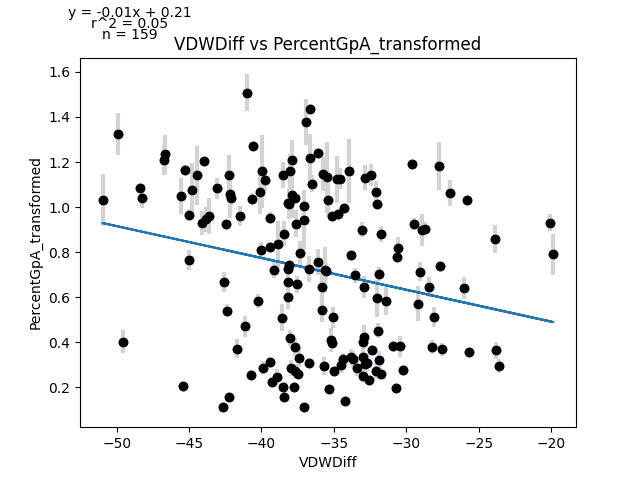 y = -0.01x + 0.21
r^2 = 0.05
n = 159
VDWDiff vs PercentGpA_transformed
1.6
1.4
1.2
1.0
0.8
0.6
0.4
0.2
PercentGpA_transformed
−50 −45 −40 −35 −30 −25 −20
VDWDiff